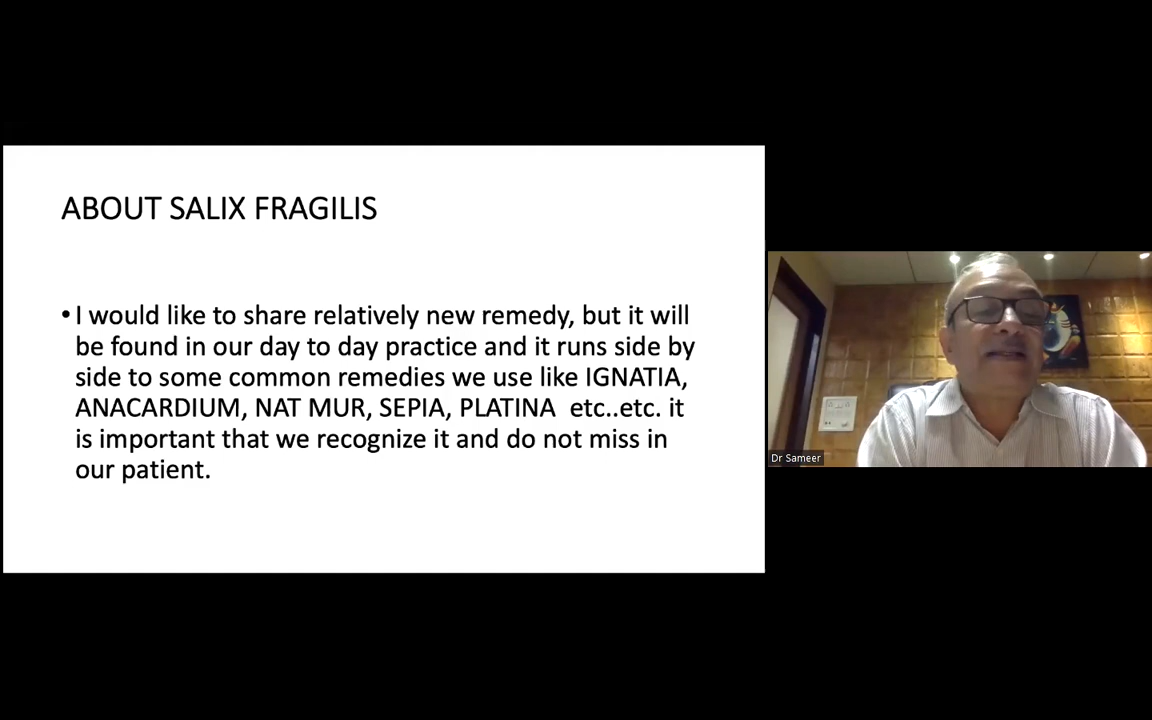 ABOUT SALIX FRAGILIS
• I would like to share relatively new remedy, but it will
be found in our day to day practice and it runs side by
side to some common remedies we use like IGNATIA,
ANACARDIUM, NAT MUR, SEPIA, PLATINA  etc..etc. it
is important that we recognize it and do not miss in
our patient.
Dr Sameer